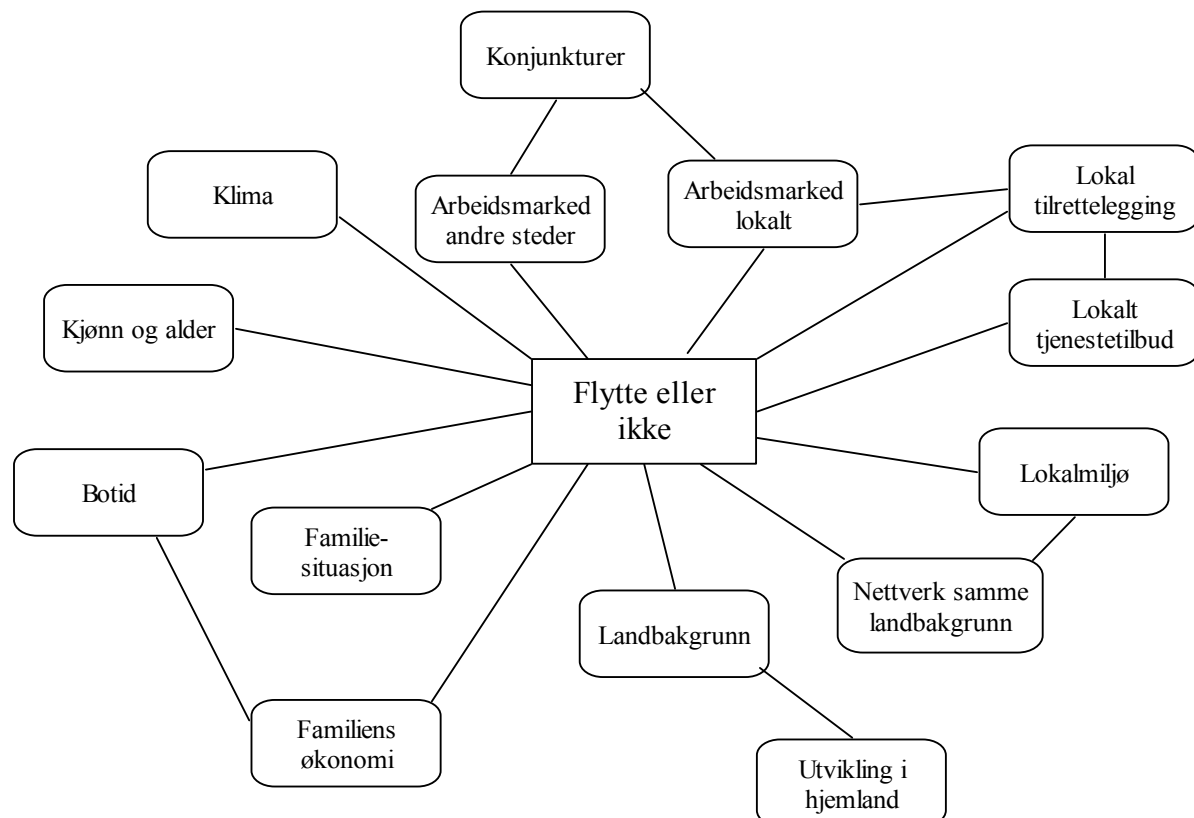 Konjunkturer
Klima
Arbeidsmarked
andre steder
Arbeidsmarked
lokalt
Lokal
tilrettelegging
Kjønn og alder
Lokalt
tjenestetilbud
Flytte eller
ikke
Botid
Familie-
situasjon
Lokalmiljø
Landbakgrunn
Nettverk samme
landbakgrunn
Familiens
økonomi
Utvikling i
hjemland